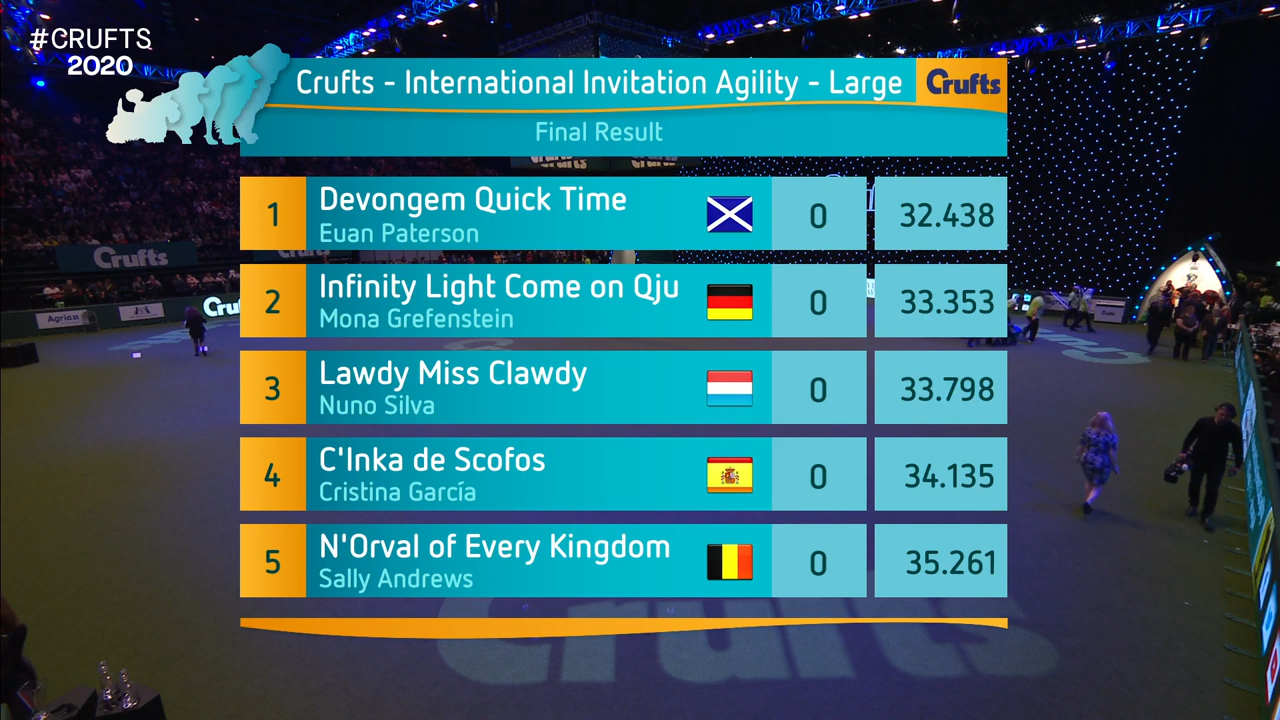 #CRUFTS
2020
Crufts - International Invitation Agility - Large
Crufts
Final Result
1
Devongem Quick Time
Euan Paterson
0
32.438
2
Infinity Light Come on Qju
Mona Grefenstein
0
33.353
3
Lawdy Miss Clawdy
Nuno Silva
0
33.798
4
C'Inka de Scofos
Cristina García
0
34.135
5
N'Orval of Every Kingdom
Sally Andrews
0
35.261
Crufts
Agria
Crufts